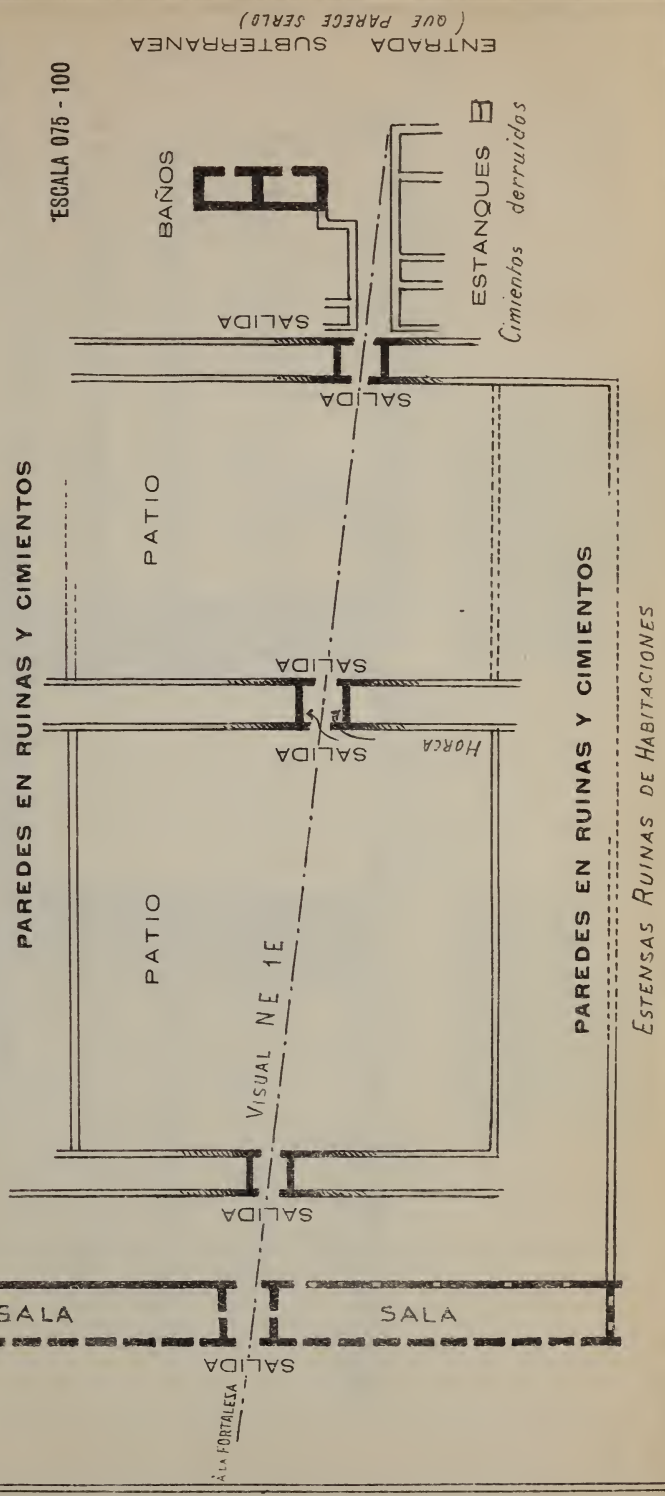 ENTRADA SUBTERRANEA
(QUE PARECE SERLO)
ESCALA 075 - 100
BAÑOS
ESTANQUES B
Cimientos derruidos
SALIDA
SALIDA
PAREDES EN RUINAS Y CIMIENTOS
PATIO
SALIDA
SALIDA
HORCA
PATIO
VISUAL NE 1E
PAREDES EN RUINAS Y CIMIENTOS
ESTENSAS RUINAS DE HABITACIONES
SALIDA
SALA
SALA
SALIDA
À LA FORTALEZA